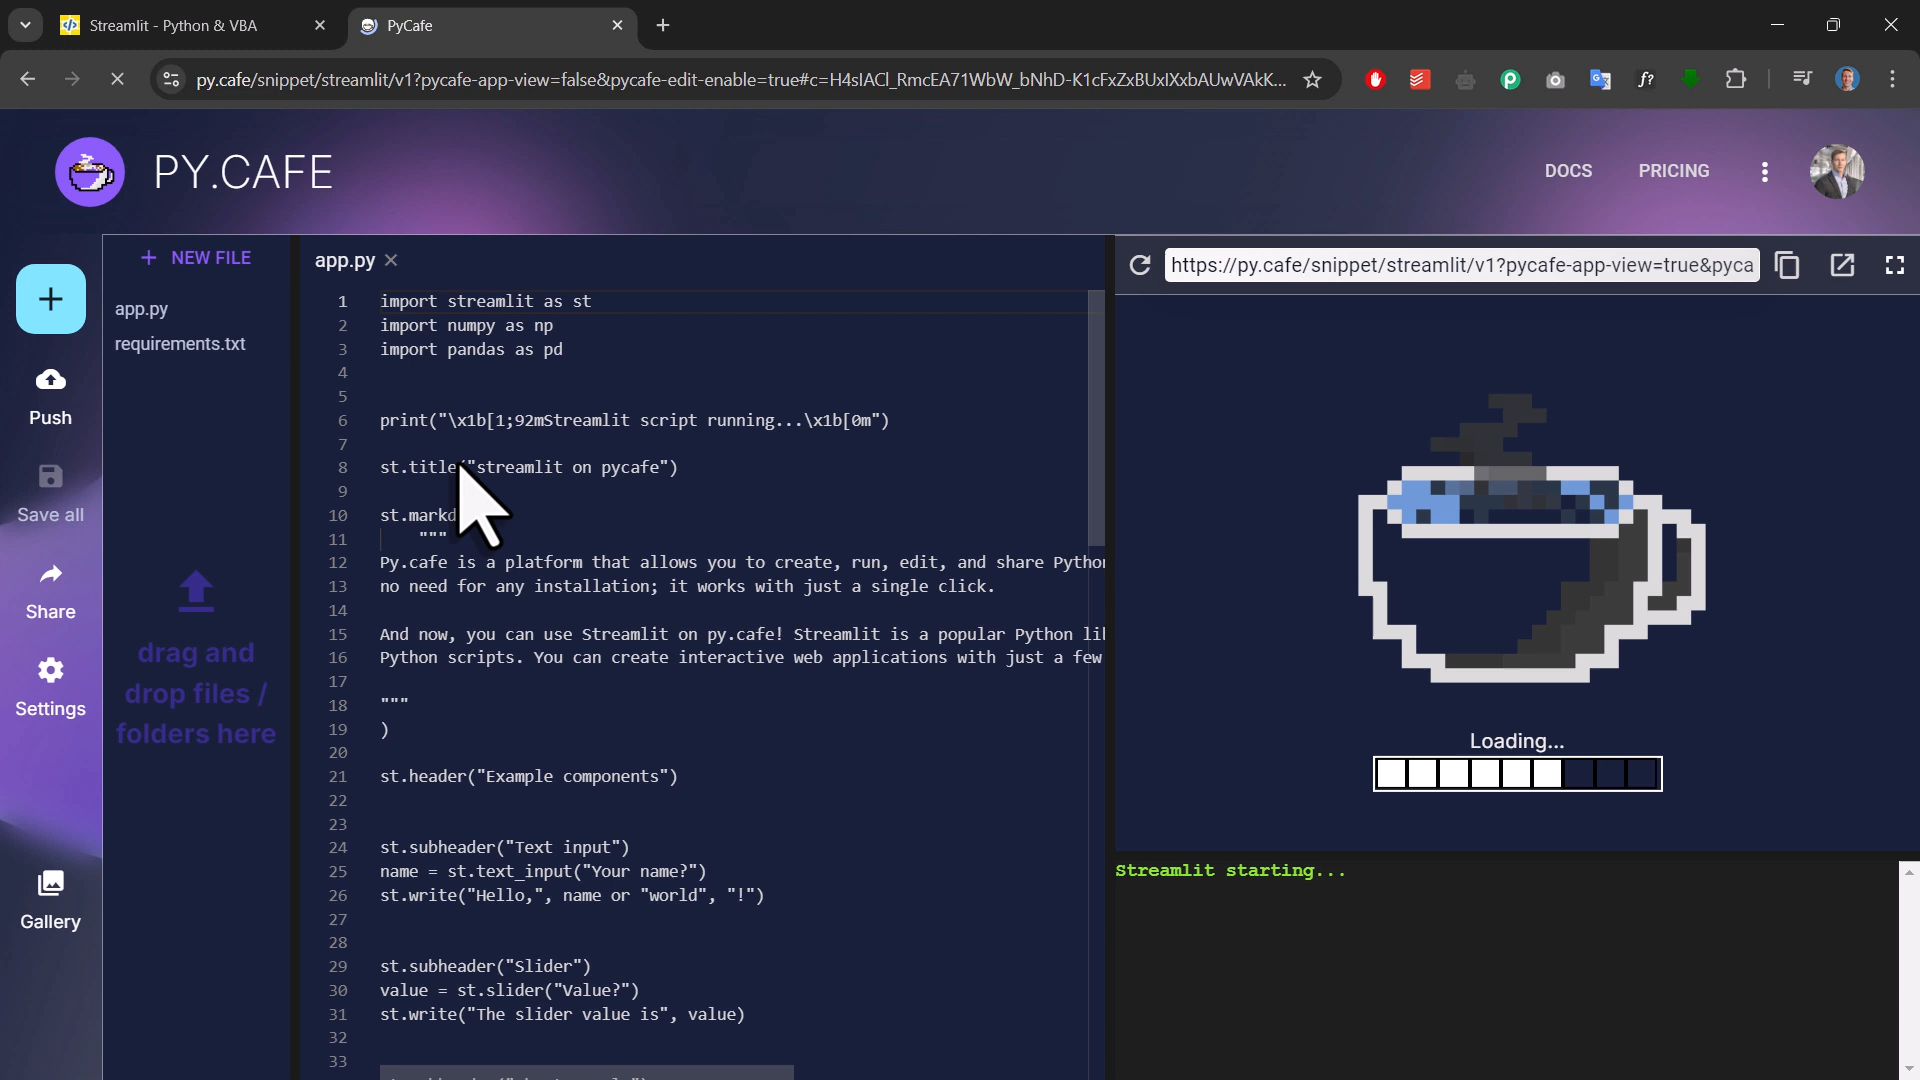 Streamlit - Python & VBA
PyCafe
py.cafe/snippet/streamlit/v1?pycafe-app-view=false&pycafe-edit-enable=true#c=H4sIACl_RmcEA71WbW_bNhD-K1cFxZxBUxIXxbAUwVAkK...
PY.CAFE
DOCS
PRICING
NEW FILE
app.py
requirements.txt
Push
Save all
Share
Settings
Gallery
drag and
drop files /
folders here
app.py
1 import streamlit as st
2 import numpy as np
3 import pandas as pd
4
5
6 print("\x1b[1;92mStreamlit script running...\x1b[0m")
7
8 st.title("streamlit on pycafe")
9
10 st.markd
11 """
12 Py.cafe is a platform that allows you to create, run, edit, and share Python
13 no need for any installation; it works with just a single click.
14
15 And now, you can use Streamlit on py.cafe! Streamlit is a popular Python li
16 Python scripts. You can create interactive web applications with just a few
17
18 """
19 )
20
21 st.header("Example components")
22
23
24 st.subheader("Text input")
25 name = st.text_input("Your name?")
26 st.write("Hello,", name or "world", "!")
27
28
29 st.subheader("Slider")
30 value = st.slider("Value?")
31 st.write("The slider value is", value)
32
33
https://py.cafe/snippet/streamlit/v1?pycafe-app-view=true&pyca
Loading...
Streamlit starting...